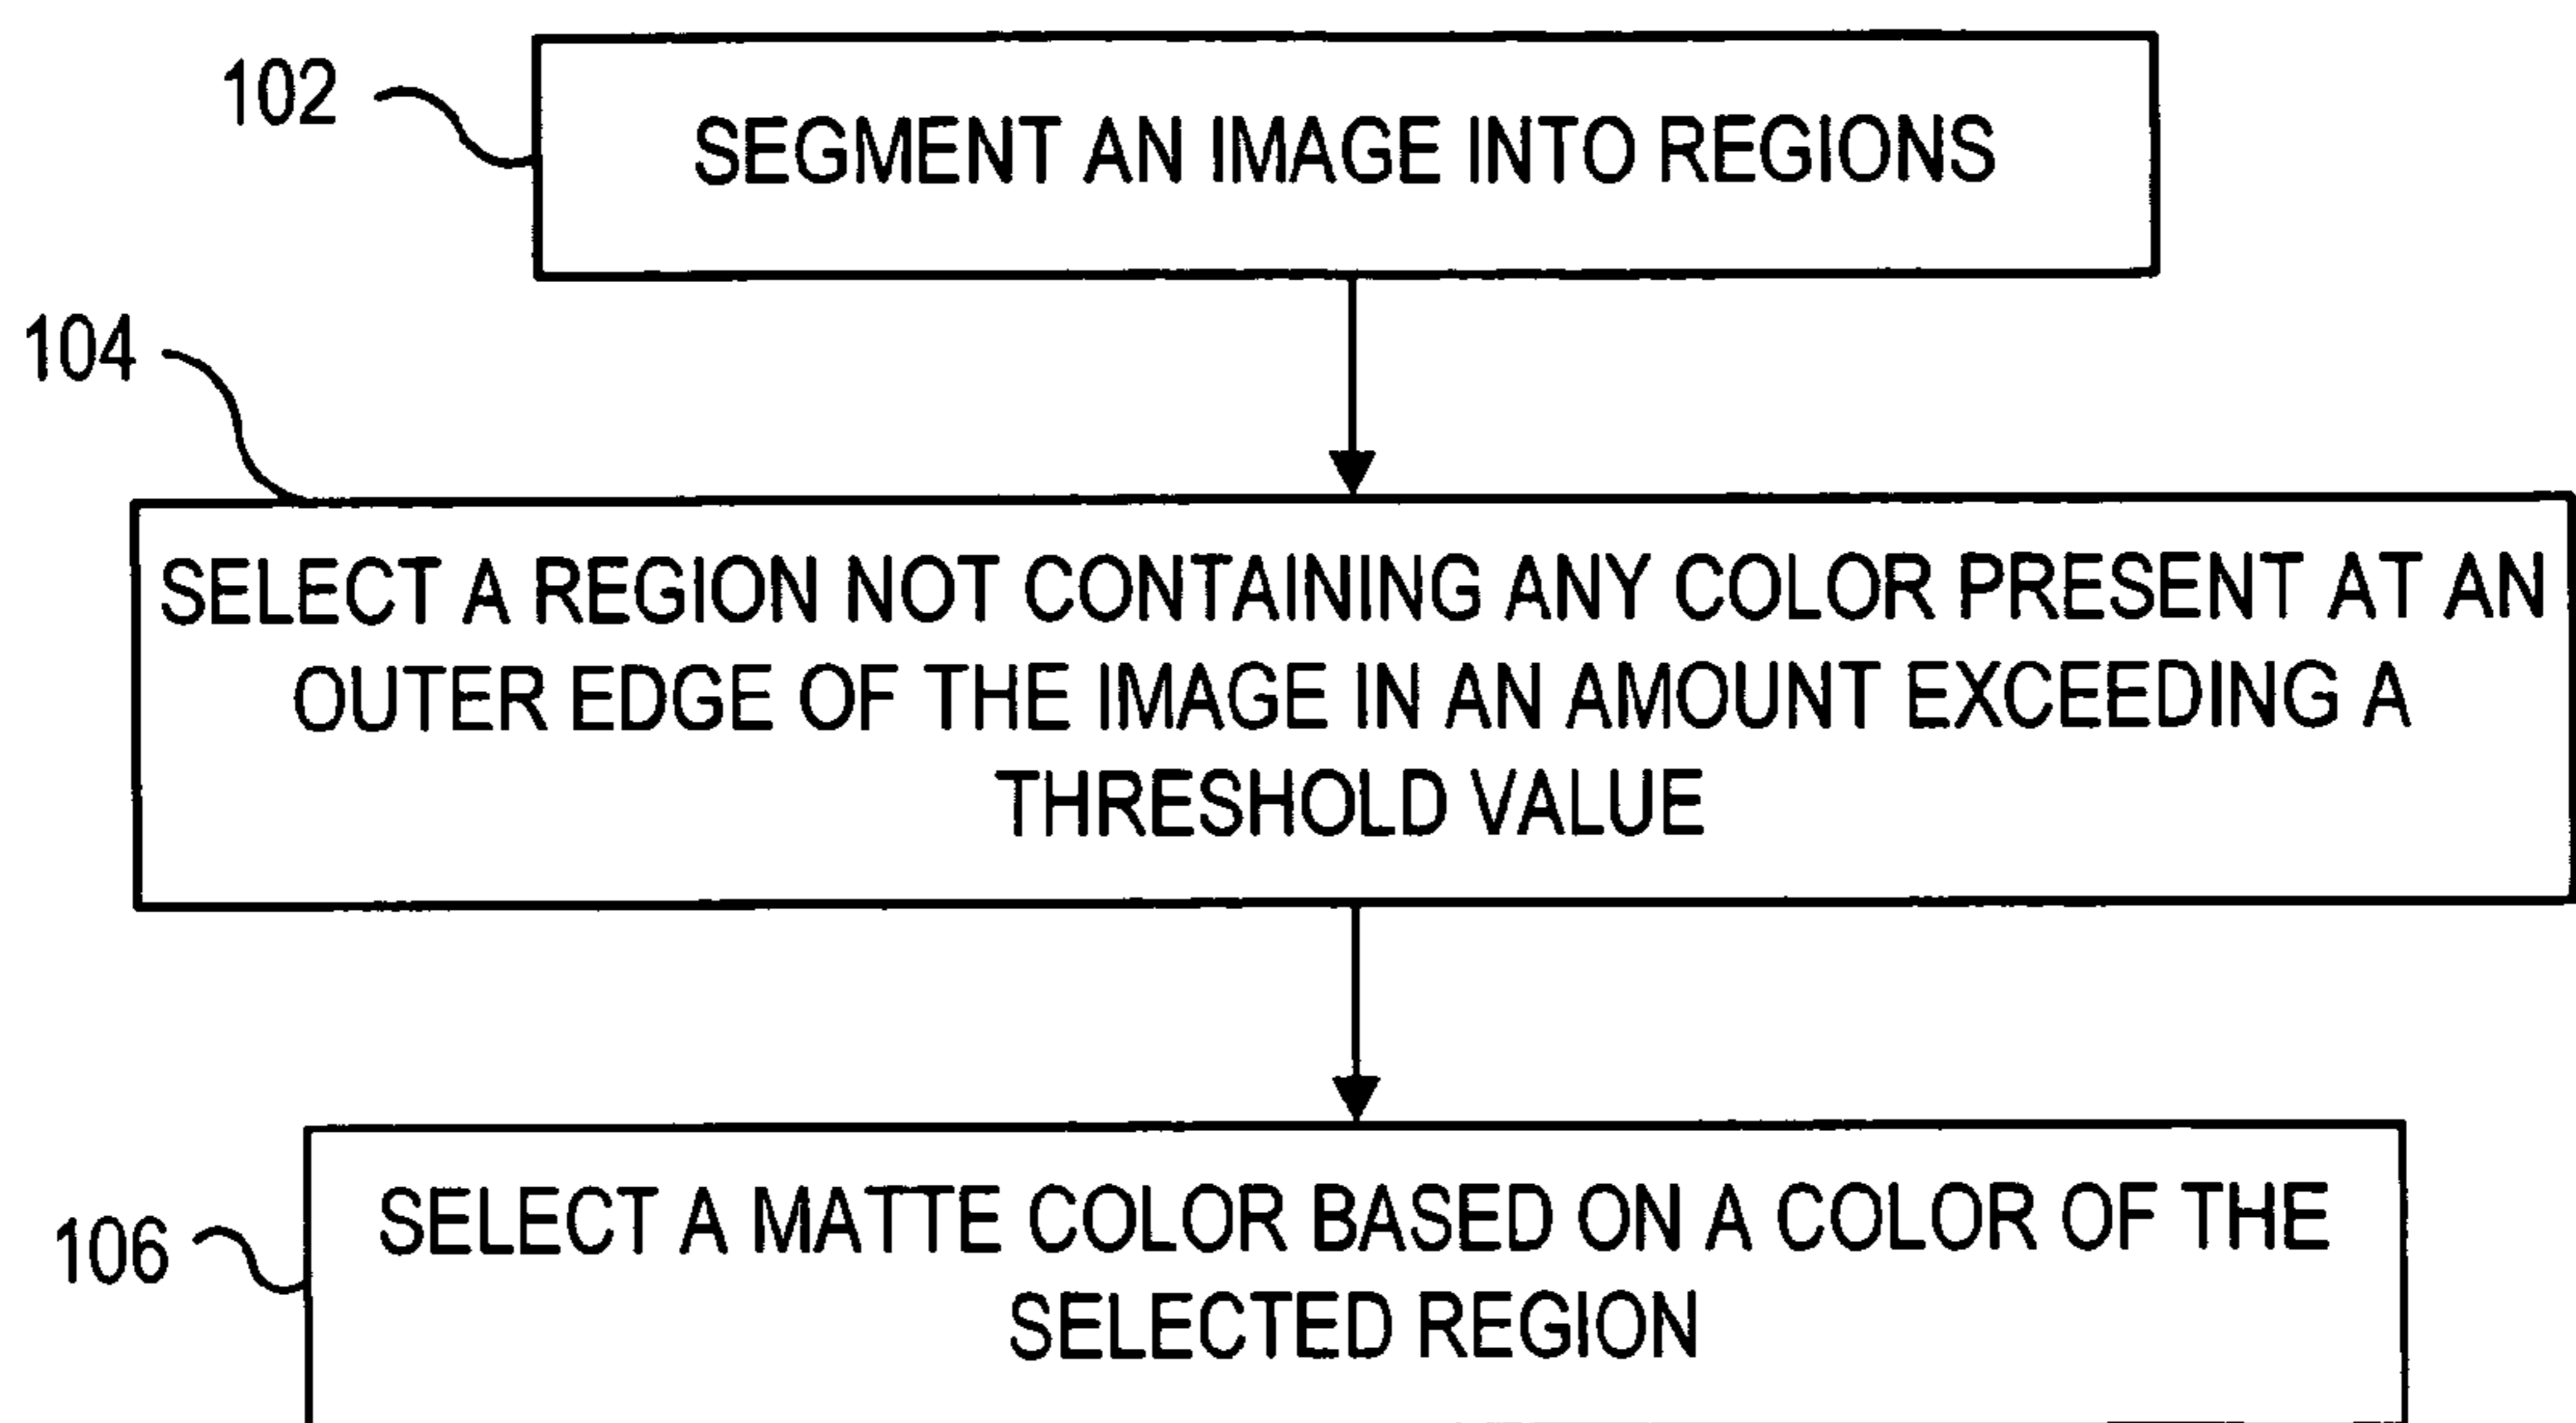 102
SEGMENT AN IMAGE INTO REGIONS
104
SELECT A REGION NOT CONTAINING ANY COLOR PRESENT AT AN
OUTER EDGE OF THE IMAGE IN AN AMOUNT EXCEEDING A
THRESHOLD VALUE
106
SELECT A MATTE COLOR BASED ON A COLOR OF THE
SELECTED REGION